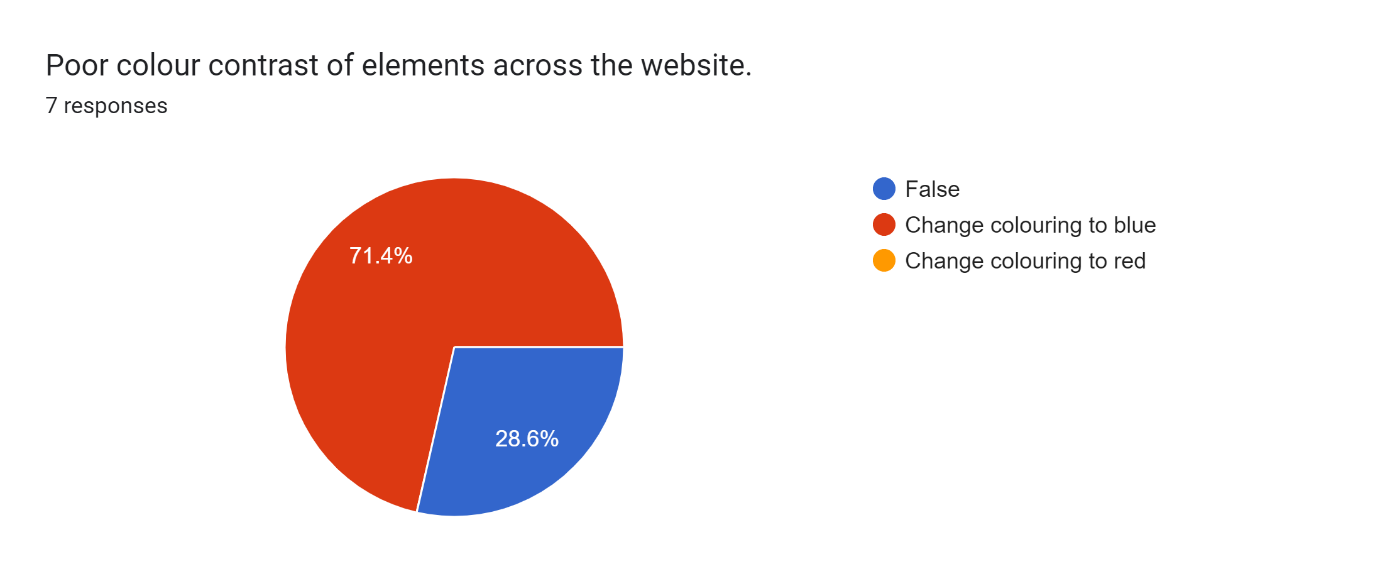 Poor colour contrast of elements across the website.
7 responses
False
Change colouring to blue
Change colouring to red
71.4%
28.6%